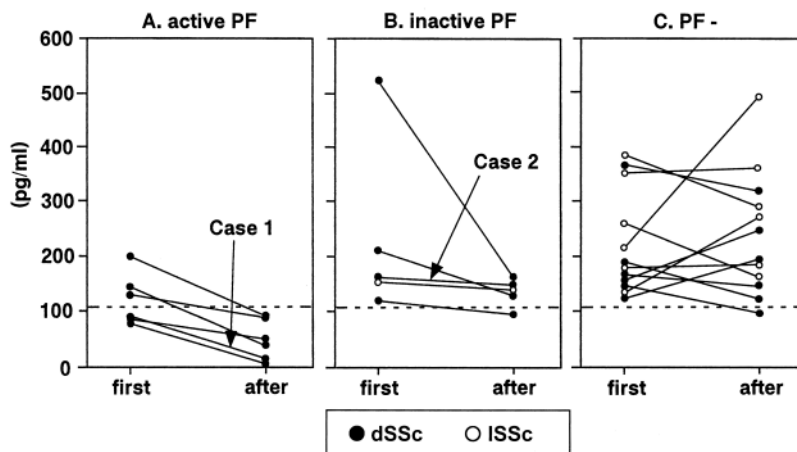 A. active PF
B. inactive PF
C. PF -
600
500
400
300
200
100
0
(pg/ml)
Case 1
Case 2
first after
first after
first after
● dSSc ○ lSSc